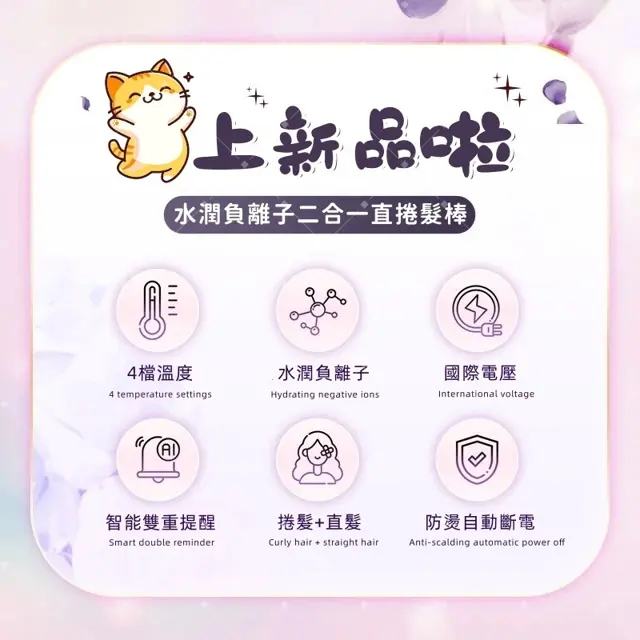 上新品啦
水潤負離子二合一直捲髮棒
4檔溫度
4 temperature settings
水潤負離子
Hydrating negative ions
國際電壓
International voltage
AI
智能雙重提醒
Smart double reminder
捲髮+直髮
Curly hair + straight hair
防燙自動斷電
Anti-scalding automatic power off